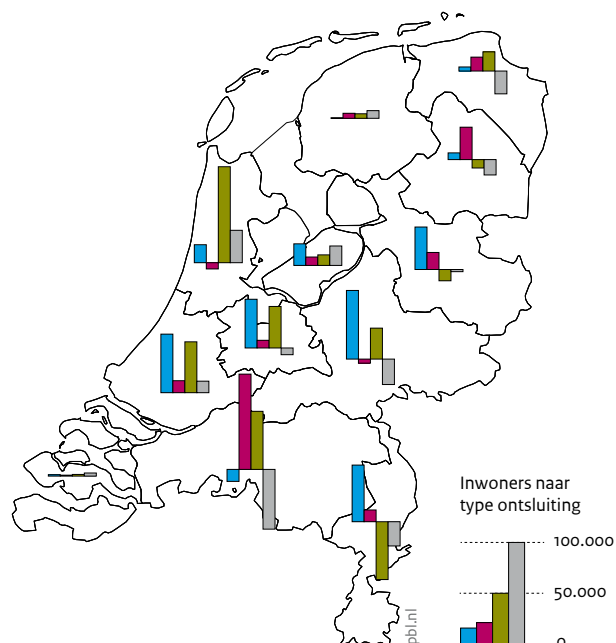 Inwoners naar
type ontsluiting
100.000
50.000
0
pbl.nl